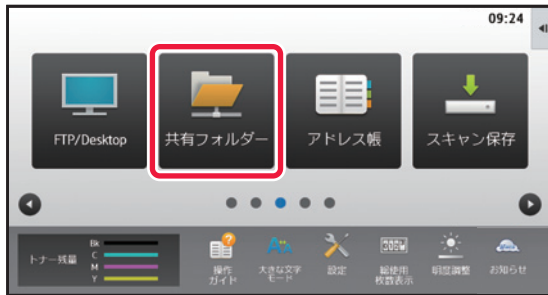 09:24
FTP/Desktop
共有フォルダー
アドレス帳
スキャン保存
トナー残量
Bk
C
M
Y
操作
ガイド
大きな文字
モード
設定
総使用
枚数表示
明度調整
お知らせ